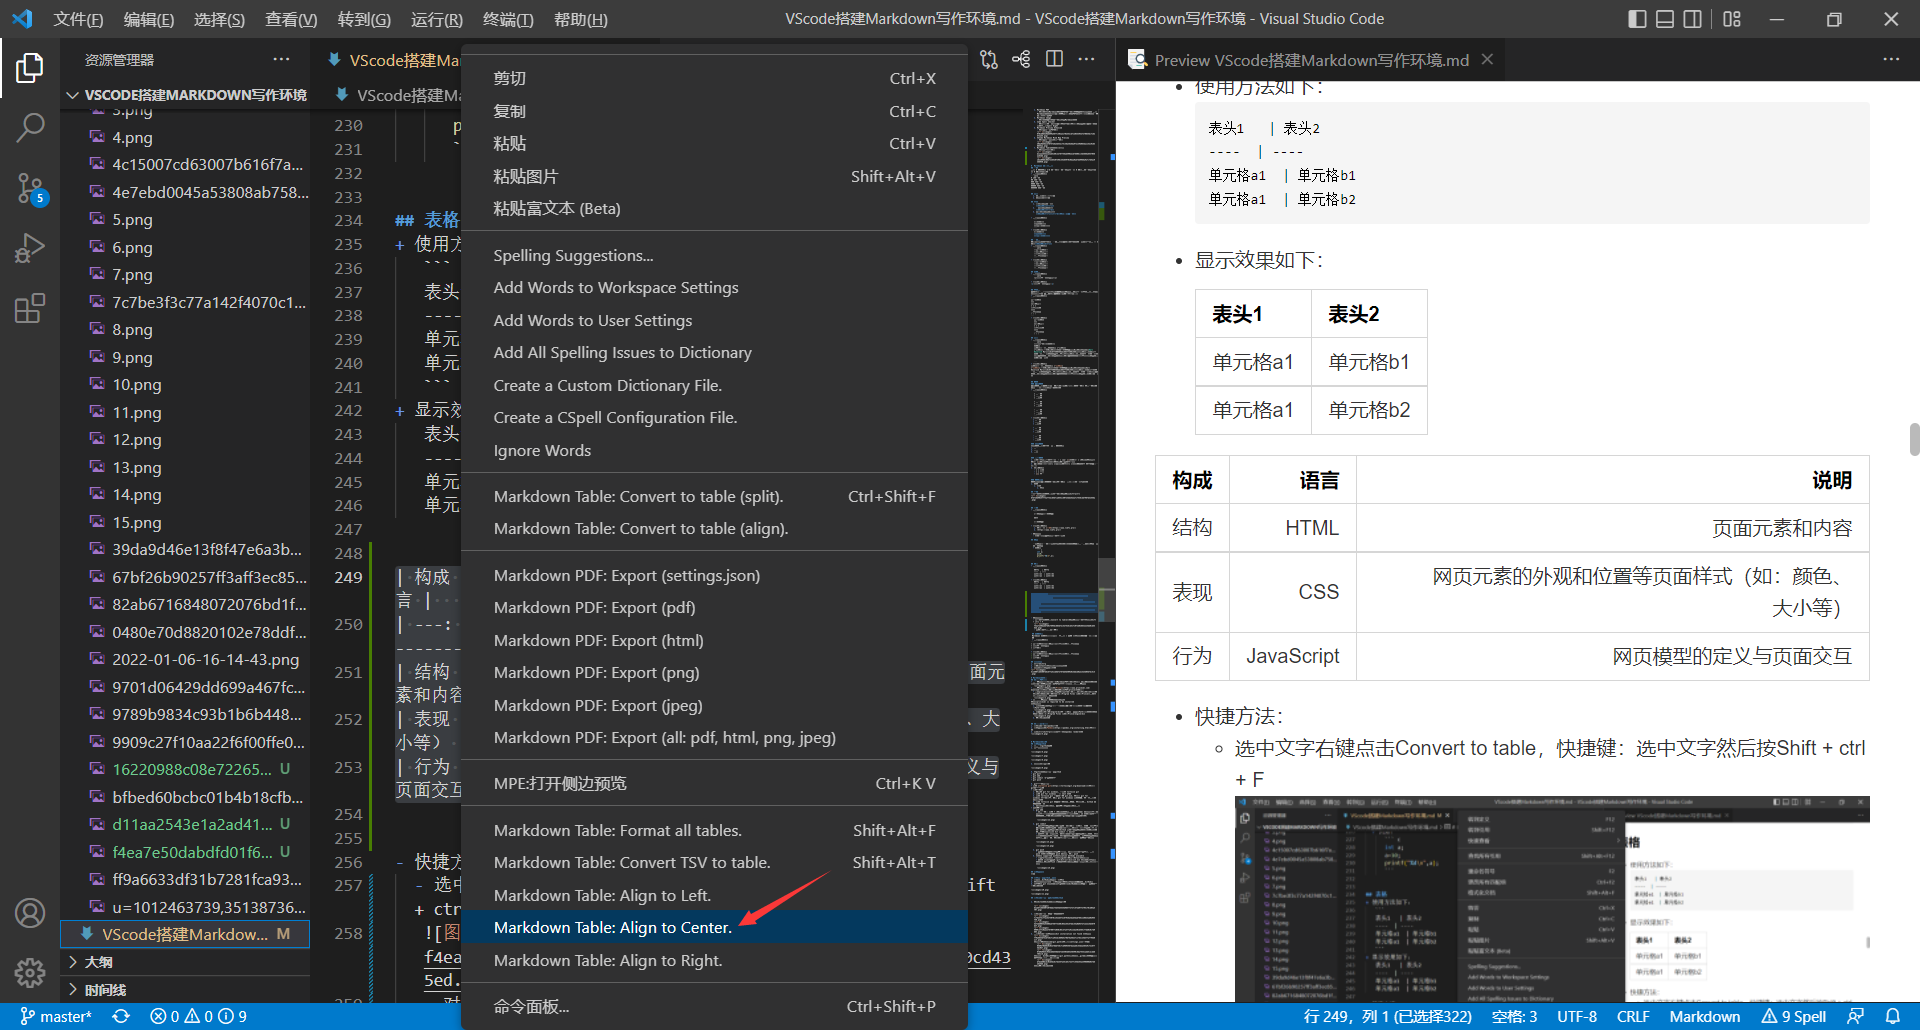 文件(F) 编辑(E) 选择(S) 查看(V) 转到(G) 运行(R) 终端(T) 帮助(H) VScode搭建Markdown写作环境.md - VScode搭建Markdown写作环境 - Visual Studio Code
资源管理器
VSCODE搭建MARKDOWN写作环境
3.png
4.png
4c15007cd63007b616f7a...
4e7ebd0045a53808ab758...
5.png
6.png
7.png
7c7be3f3c77a142f4070c1...
8.png
9.png
10.png
11.png
12.png
13.png
14.png
15.png
39da9d46e13f8f47e6a3b...
67bf26b90257ff3aff3ec85...
82ab6716848072076bd1f...
0480e70d8820102e78ddf...
2022-01-06-16-14-43.png
9701d06429dd699a467fc...
9789b9834c93b1b6b448...
9909c27f10aa22f6f00ffe0...
16220988c08e72265... U
bfbed60bcbc01b4b18cfb...
d11aa2543e1a2ad41... U
f4ea7e50dabdfd01f6... U
ff9a6633df31b7281fca93...
u=1012463739,35138736...
VScode搭建Markdow... M
大纲
时间线
5
VScode搭建Ma
VScode搭建Ma
230 p
231 `
232
233
234 ## 表格
235 + 使用方
236 ```
237 表头
238 ----
239 单元
240 单元
241 ```
242 + 显示效
243 表头
244 ----
245 单元
246 单元
247
248
249 | 构成
言 |
250 | ---:
-------
251 | 结构 面元
素和内容
252 | 表现 、大
小等）
253 | 行为 义与
页面交互
254
255
256 - 快捷方
257 - 选中 ift
+ ctr
258 ![图
f4ea 0cd43
5ed.
259 对
剪切 Ctrl+X
复制 Ctrl+C
粘贴 Ctrl+V
粘贴图片 Shift+Alt+V
粘贴富文本 (Beta)
Spelling Suggestions...
Add Words to Workspace Settings
Add Words to User Settings
Add All Spelling Issues to Dictionary
Create a Custom Dictionary File.
Create a CSpell Configuration File.
Ignore Words
Markdown Table: Convert to table (split). Ctrl+Shift+F
Markdown Table: Convert to table (align).
Markdown PDF: Export (settings.json)
Markdown PDF: Export (pdf)
Markdown PDF: Export (html)
Markdown PDF: Export (png)
Markdown PDF: Export (jpeg)
Markdown PDF: Export (all: pdf, html, png, jpeg)
MPE:打开侧边预览 Ctrl+K V
Markdown Table: Format all tables. Shift+Alt+F
Markdown Table: Convert TSV to table. Shift+Alt+T
Markdown Table: Align to Left.
Markdown Table: Align to Center.
Markdown Table: Align to Right.
命令面板... Ctrl+Shift+P
Preview VScode搭建Markdown写作环境.md
• 使用方法如下：
表头1 | 表头2
---- | ----
单元格a1 | 单元格b1
单元格a1 | 单元格b2
• 显示效果如下：
表头1 表头2
单元格a1 单元格b1
单元格a1 单元格b2
构成 语言 说明
结构 HTML 页面元素和内容
表现 CSS 网页元素的外观和位置等页面样式（如：颜色、
大小等）
行为 JavaScript 网页模型的定义与页面交互
• 快捷方法：
选中文字右键点击Convert to table，快捷键：选中文字然后按Shift + ctrl
+ F
master* 0 0 9 行 249，列 1 (已选择322) 空格: 3 UTF-8 CRLF Markdown 9 Spell